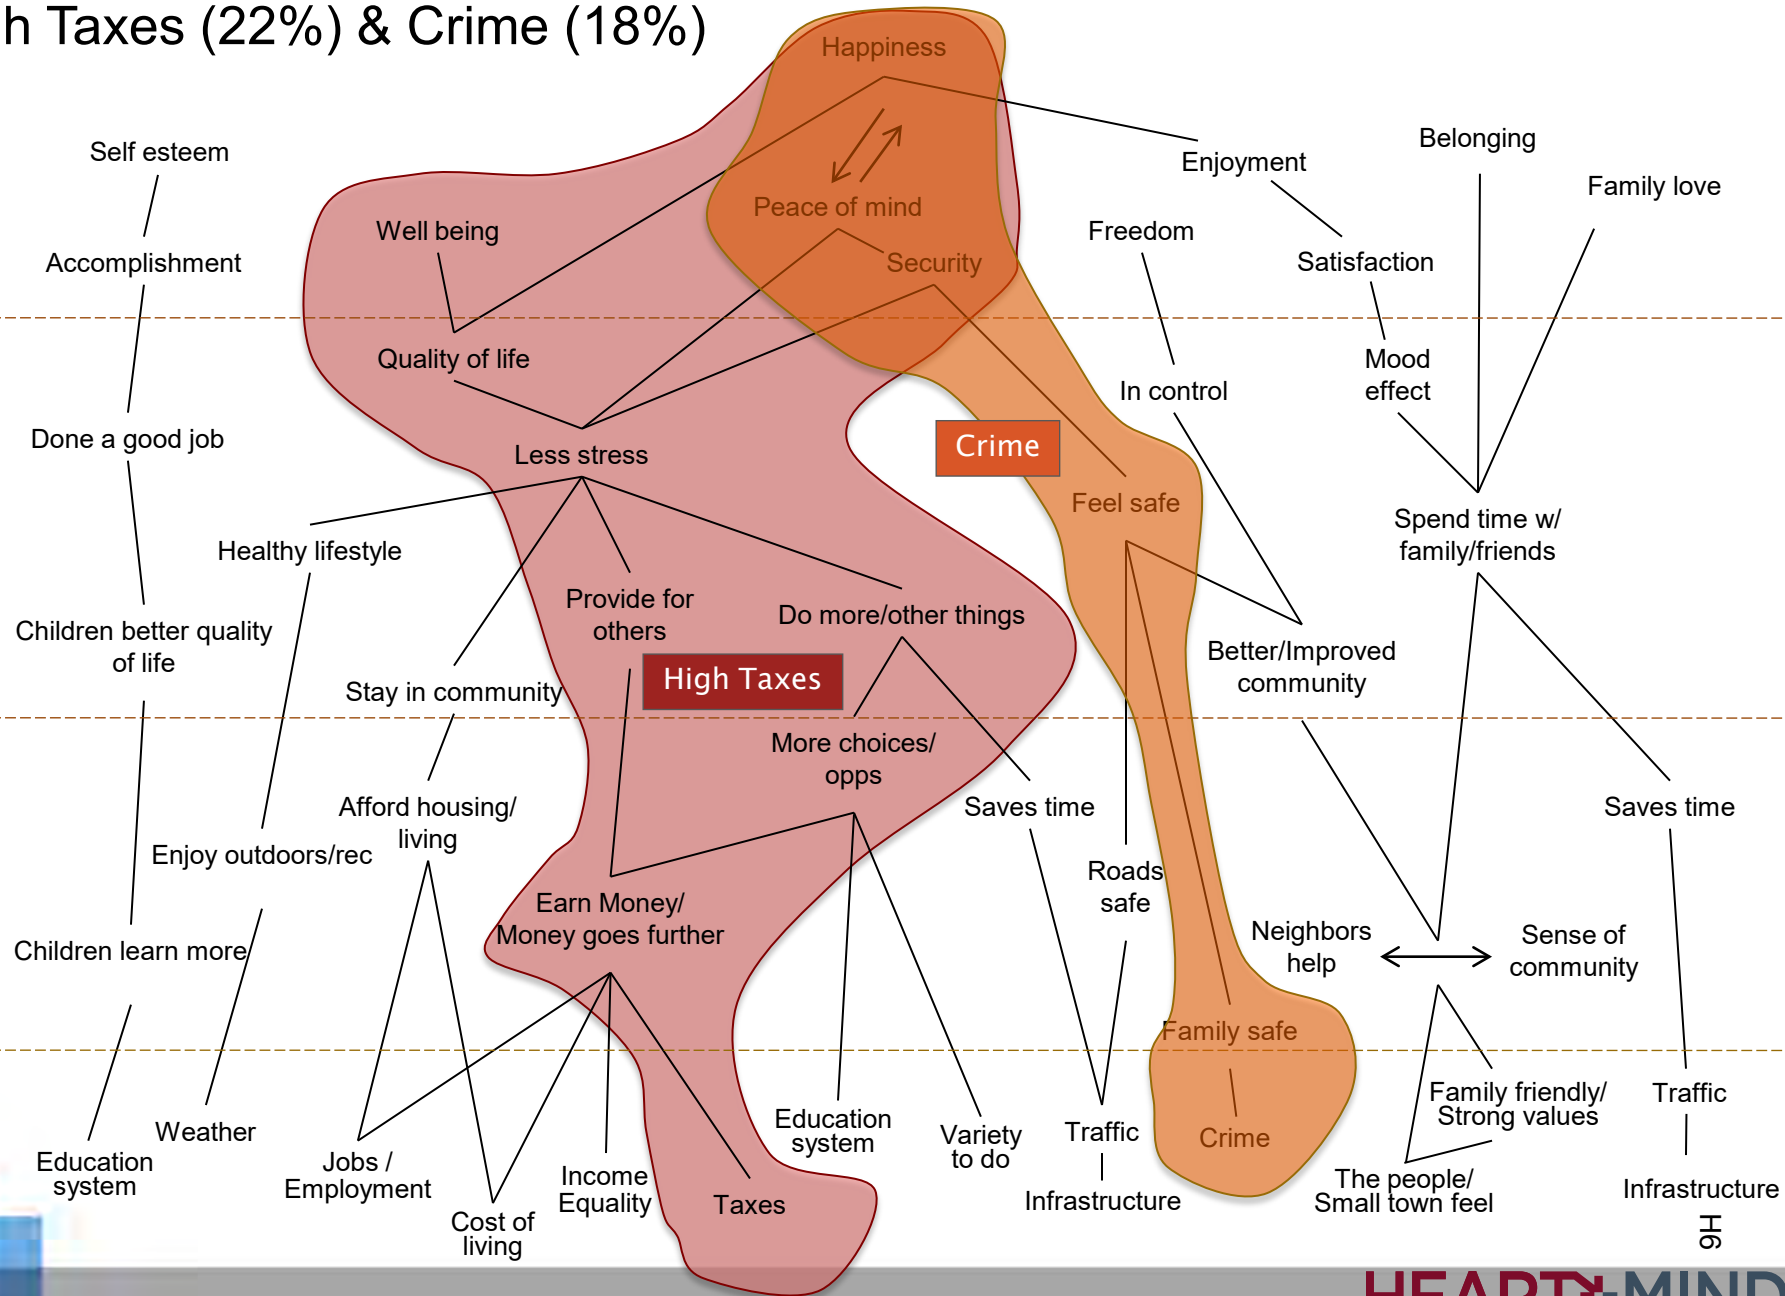 h Taxes (22%) & Crime (18%)
Happiness
Self esteem
Belonging
Enjoyment
Family love
Peace of mind
Well being
Freedom
Accomplishment
Security
Satisfaction
Quality of life
Mood
effect
In control
Done a good job
Crime
Less stress
Feel safe
Spend time w/
family/friends
Healthy lifestyle
Provide for
others
Do more/other things
Children better quality
of life
Better/Improved
community
High Taxes
Stay in community
More choices/
opps
Afford housing/
living
Saves time
Saves time
Enjoy outdoors/rec
Roads
safe
Earn Money/
Money goes further
Neighbors
help
Sense of
community
Children learn more
Family safe
Family friendly/
Strong values
Traffic
Education
system
Weather
Jobs /
Employment
Cost of
living
Income
Equality
Taxes
Education
system
Variety
to do
Traffic
Infrastructure
Crime
The people/
Small town feel
Infrastructure
H6
HEART+MIND